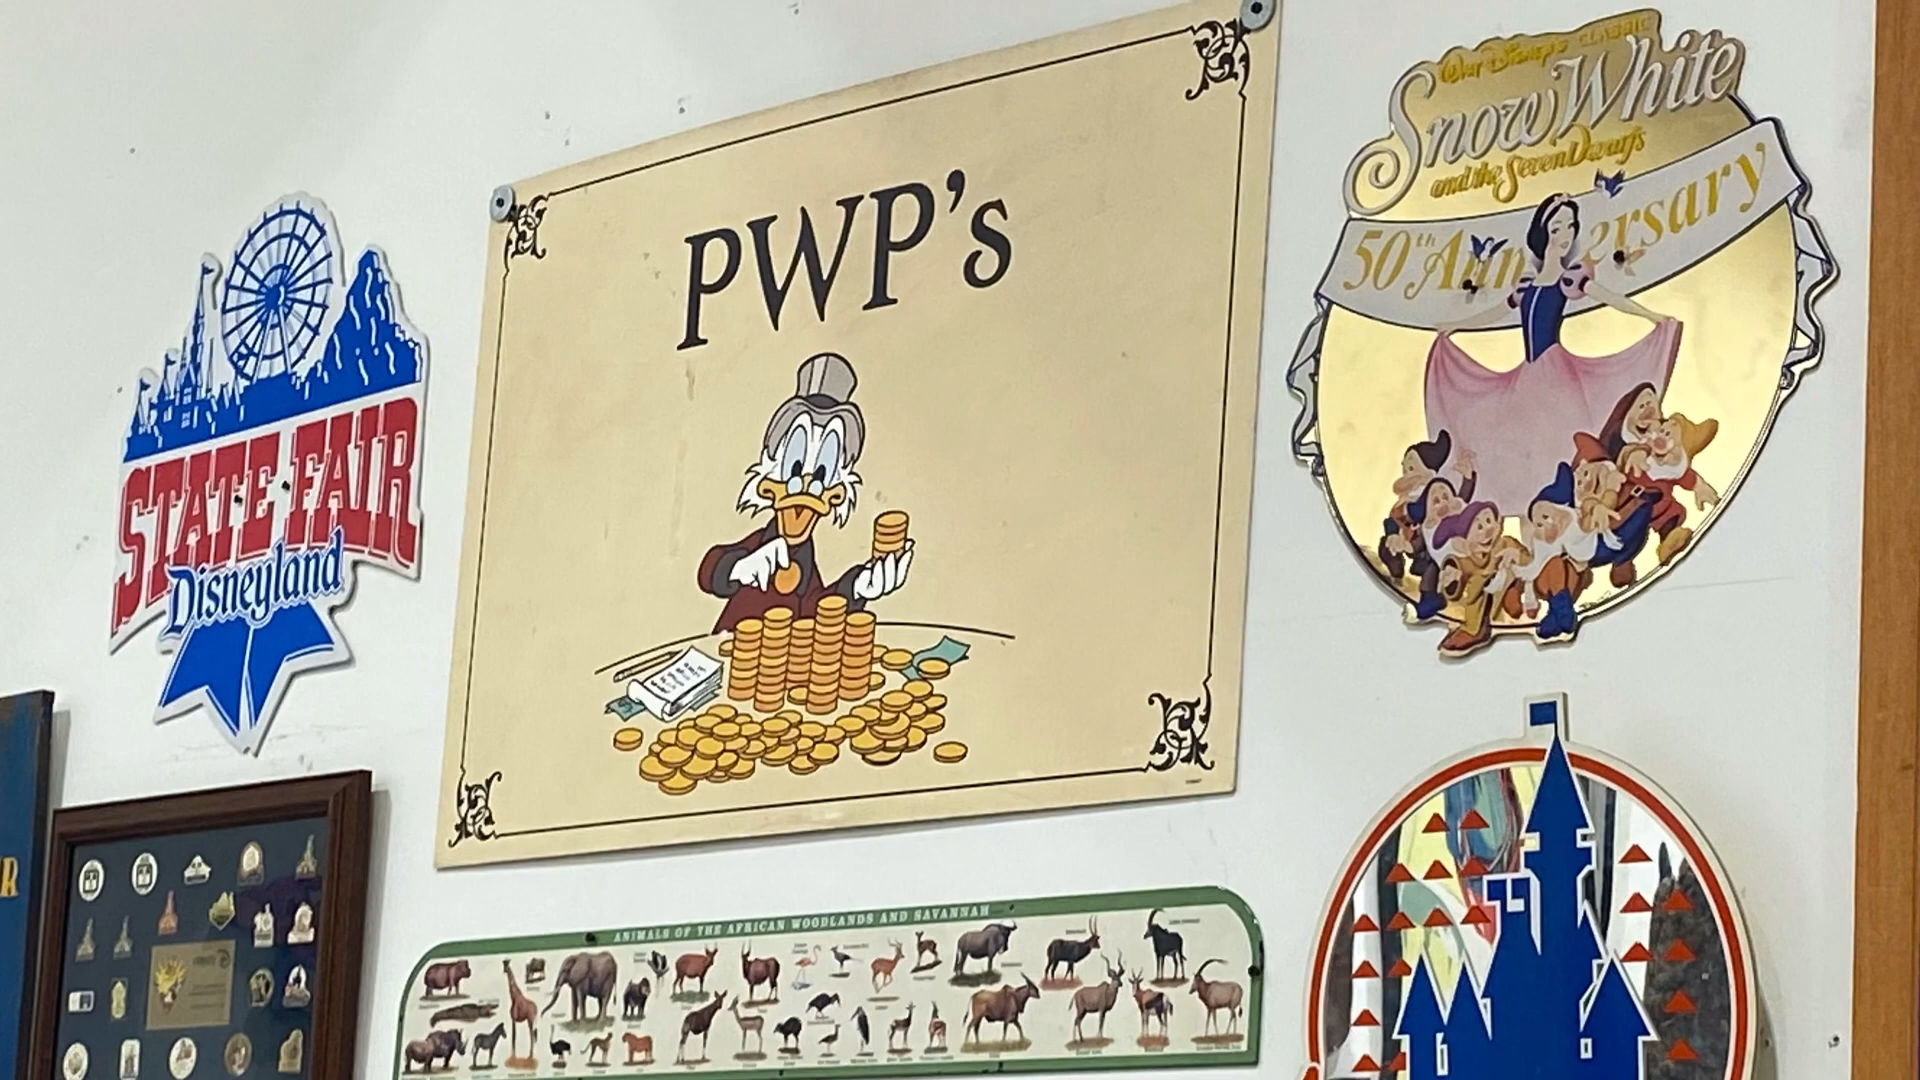 PWP's
WALT DISNEY'S CLASSIC
Snow White
and the Seven Dwarfs
50th Anniversary
STATE FAIR
Disneyland
ANIMALS OF THE AFRICAN WOODLANDS AND SAVANNAH